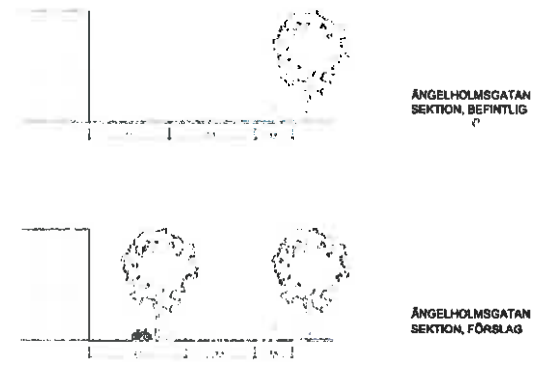 ÄNGELHOLMSGATAN
SEKTION, BEFINTLIG
ÄNGELHOLMSGATAN
SEKTION, FÖRSLAG